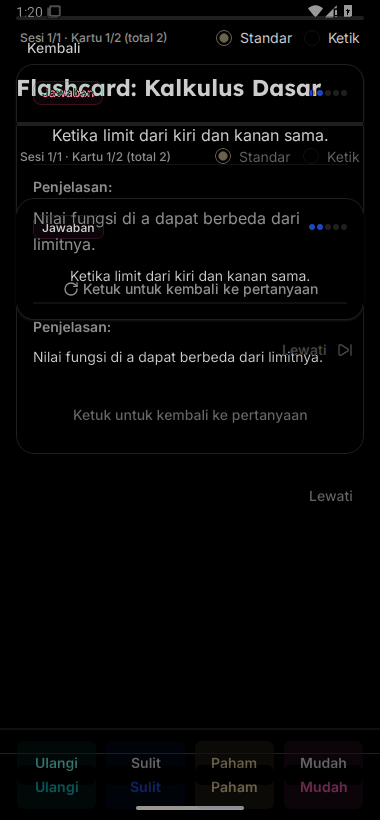 1:20
Sesi 1/1 · Kartu 1/2 (total 2)
Standar
Ketik
Kembali
Flashcard: Kalkulus Dasar
Jawaban
Ketika limit dari kiri dan kanan sama.
Sesi 1/1 · Kartu 1/2 (total 2)
Standar
Ketik
Penjelasan:
Nilai fungsi di a dapat berbeda dari
limitnya.
Jawaban
Ketika limit dari kiri dan kanan sama.
Ketuk untuk kembali ke pertanyaan
Penjelasan:
Lewati
Nilai fungsi di a dapat berbeda dari limitnya.
Ketuk untuk kembali ke pertanyaan
Lewati
Ulangi Sulit Paham Mudah
Ulangi Sulit Paham Mudah